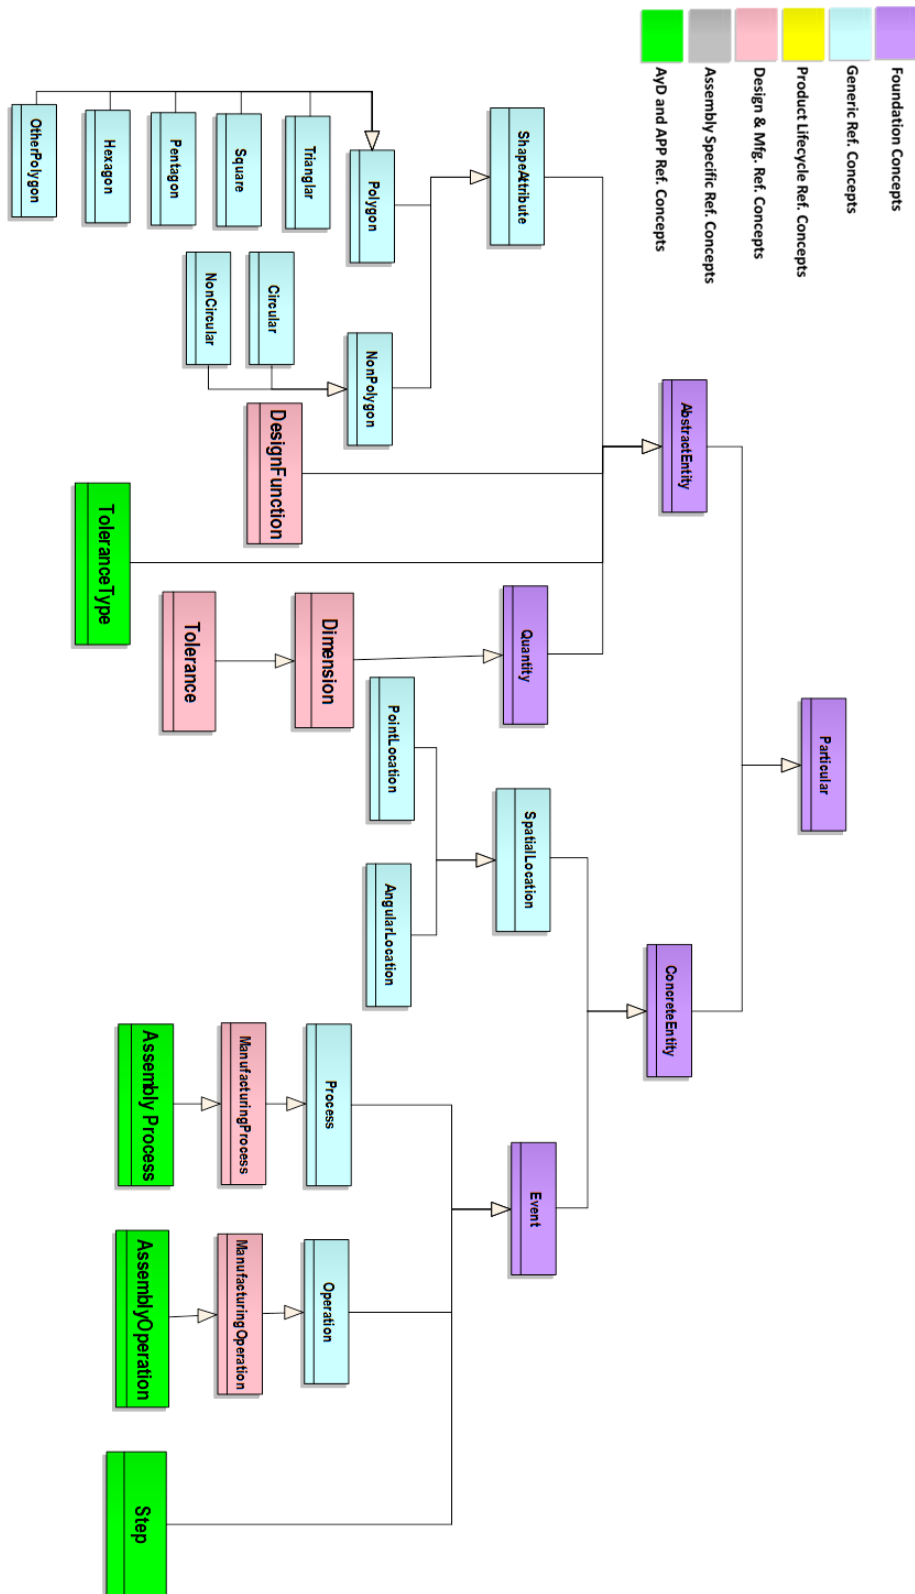 Foundation Concepts
Generic Ref. Concepts
Product Lifecycle Ref. Concepts
Design & Mfg. Ref. Concepts
Assembly Specific Ref. Concepts
AyD and APP Ref. Concepts
Particular
AbstractEntity
ConcreteEntity
ShapeAttribute
Quantity
SpatialLocation
Event
Polygon
NonPolygon
PointLocation
AngularLocation
Dimension
Process
Operation
Trianglar
Circular
DesignFunction
Square
NonCircular
Tolerance
ManufacturingProcess
ManufacturingOperation
Pentagon
Hexagon
OtherPolygon
ToleranceType
Assembly Process
AssemblyOperation
Step